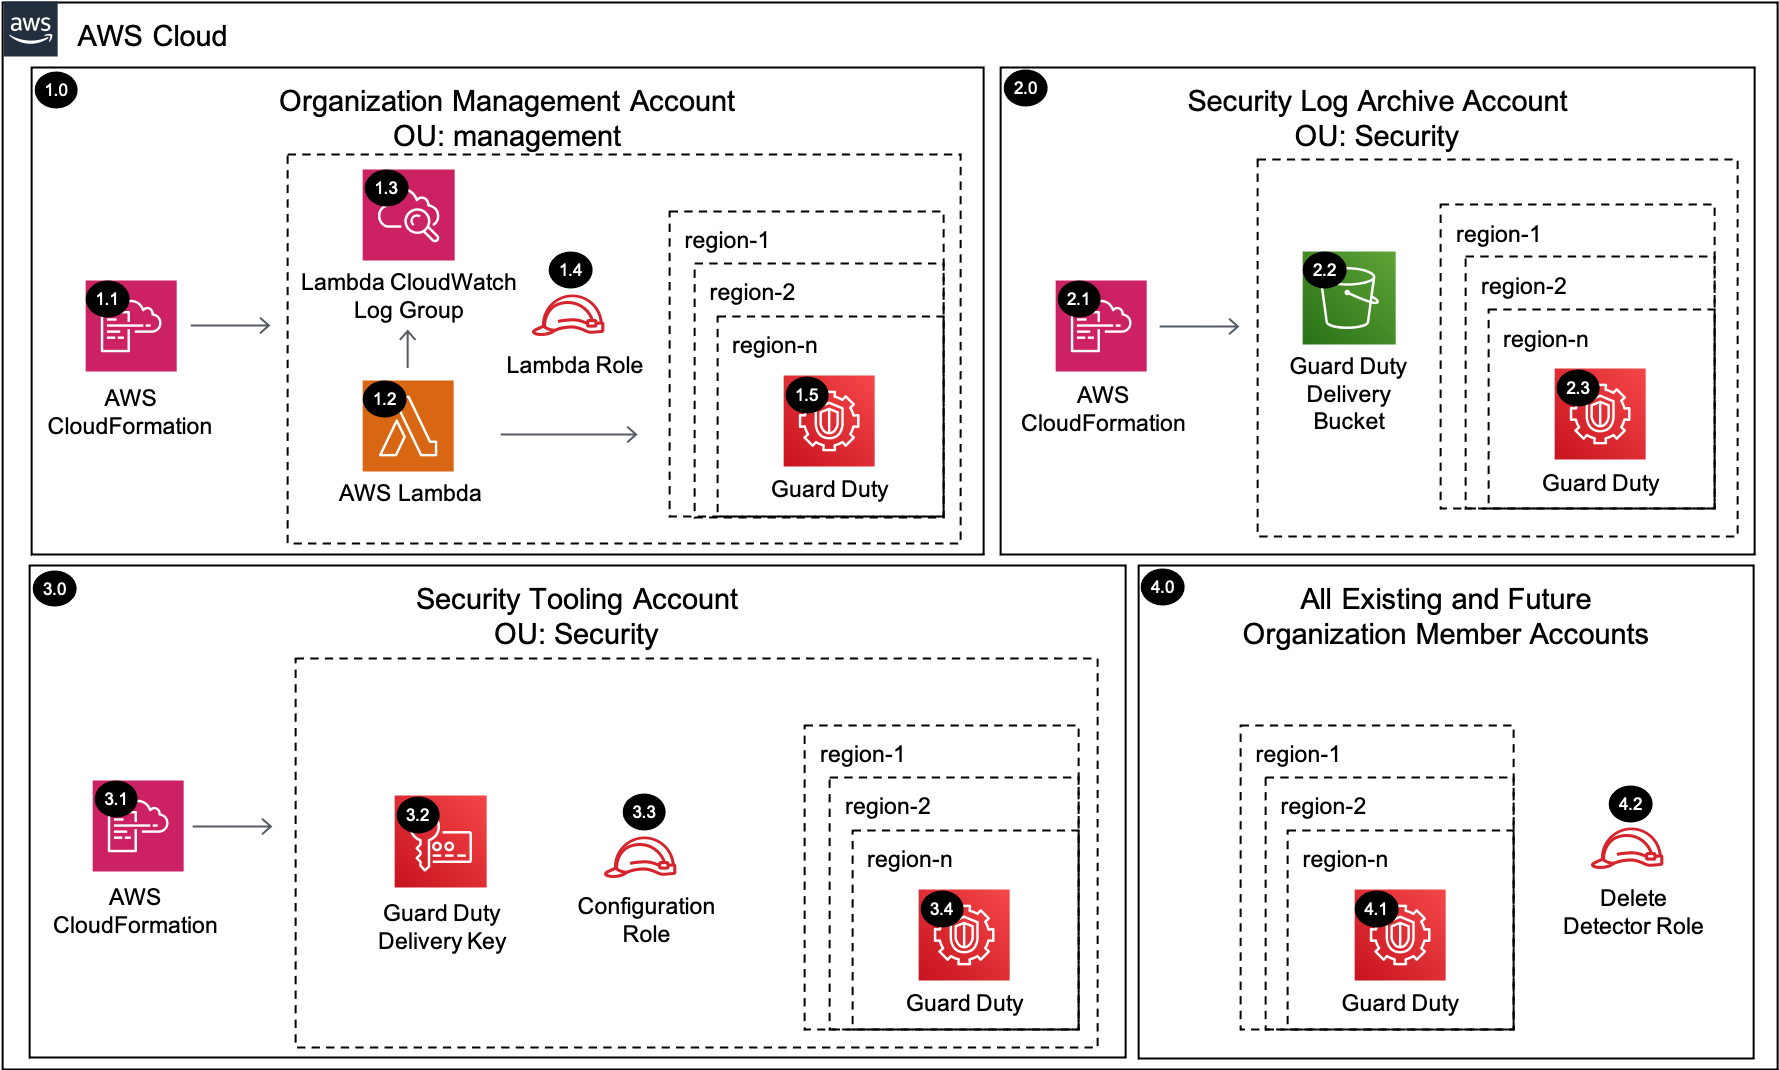 aws
AWS Cloud
1.0
Organization Management Account
OU: management
1.1
AWS
CloudFormation
1.3
Lambda CloudWatch
Log Group
1.4
Lambda Role
1.2
AWS Lambda
region-1
region-2
region-n
1.5
Guard Duty
2.0
Security Log Archive Account
OU: Security
2.1
AWS
CloudFormation
2.2
Guard Duty
Delivery
Bucket
region-1
region-2
region-n
2.3
Guard Duty
3.0
Security Tooling Account
OU: Security
3.1
AWS
CloudFormation
3.2
Guard Duty
Delivery Key
3.3
Configuration
Role
region-1
region-2
region-n
3.4
Guard Duty
4.0
All Existing and Future
Organization Member Accounts
region-1
region-2
region-n
4.1
Guard Duty
4.2
Delete
Detector Role